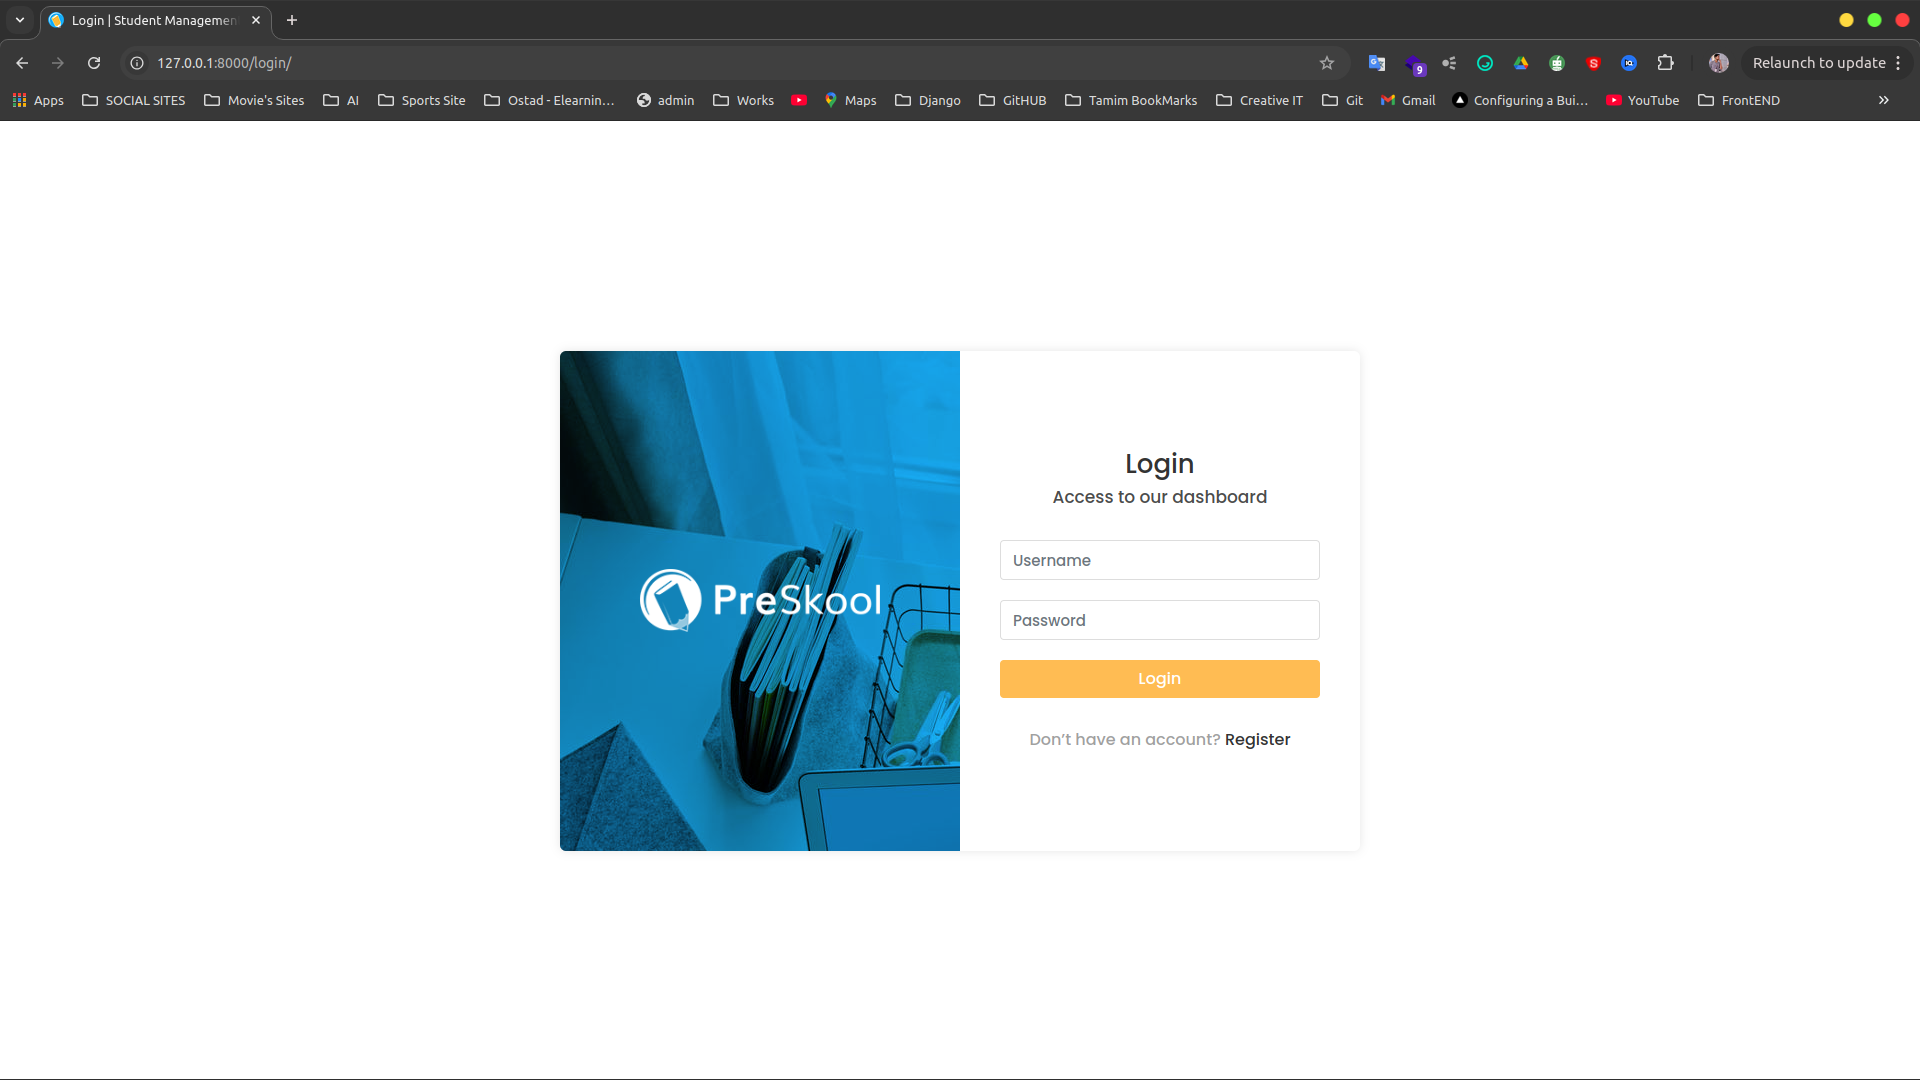 Login | Student Managemen
127.0.0.1:8000/login/
9
Relaunch to update
Apps
SOCIAL SITES
Movie's Sites
AI
Sports Site
Ostad - Elearnin...
admin
Works
Maps
Django
GitHUB
Tamim BookMarks
Creative IT
Git
Gmail
Configuring a Bui...
YouTube
FrontEND
PreSkool
Login
Access to our dashboard
Username
Password
Login
Don’t have an account? Register